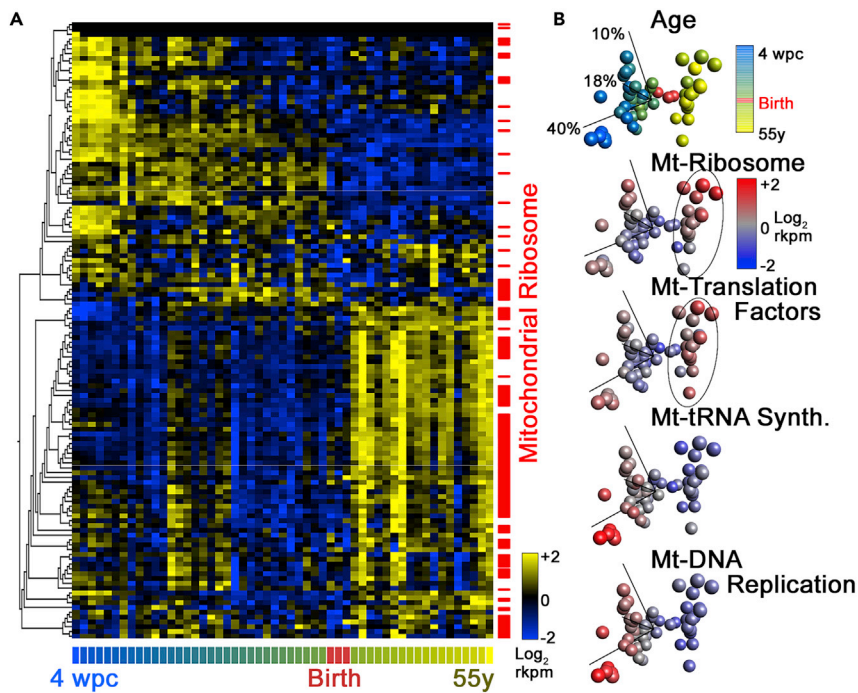 A
Mitochondrial Ribosome
+2
0
-2
Log2
rkpm
4 wpc
Birth
55y
B
Age
10%
18%
40%
4 wpc
Birth
55y
Mt-Ribosome
+2
0
-2
Log2
rkpm
Mt-Translation
Factors
Mt-tRNA Synth.
Mt-DNA
Replication